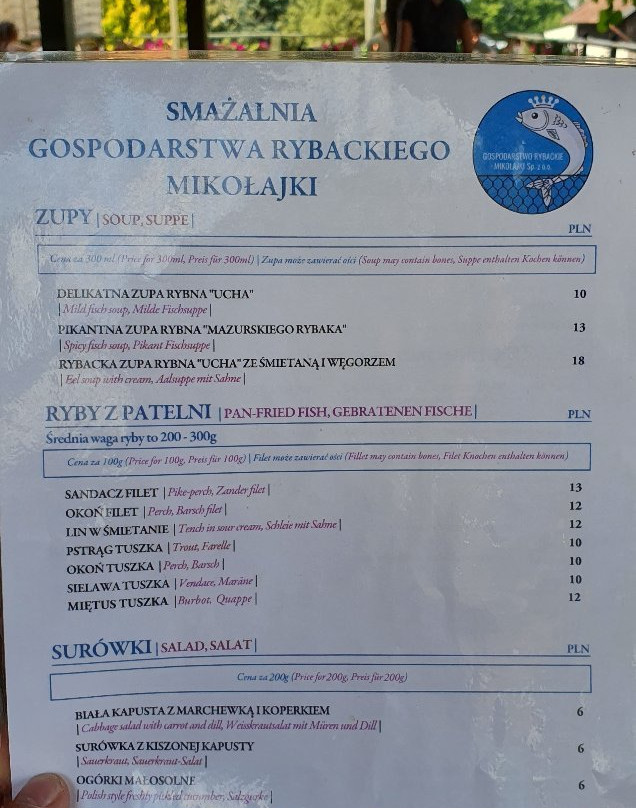 SMAŻALNIA
GOSPODARSTWA RYBACKIEGO
MIKOŁAJKI
GOSPODARSTWO RYBACKIE
MIKOŁAJKI Sp. z o.o.
ZUPY | SOUP, SUPPE |
PLN
Cena za 300 ml (Price for 300ml, Preis für 300ml) | Zupa może zawierać ości (Soup may contain bones, Suppe enthalten Kochen können)
DELIKATNA ZUPA RYBNA "UCHA" 10
| Mild fisch soup, Milde Fischsuppe |
PIKANTNA ZUPA RYBNA "MAZURSKIEGO RYBAKA" 13
| Spicy fisch soup, Pikant Fischsuppe |
RYBACKA ZUPA RYBNA "UCHA" ZE ŚMIETANĄ I WĘGORZEM 18
| Eel soup with cream, Aalsuppe mit Sahne |
RYBY Z PATELNI | PAN-FRIED FISH, GEBRATENEN FISCHE | PLN
Średnia waga ryby to 200 - 300g
Cena za 100g (Price for 100g, Preis für 100g) | Filet może zawierać ości (Fillet may contain bones, Filet Knochen enthalten können)
SANDACZ FILET | Pike-perch, Zander filet | 13
OKOŃ FILET | Perch, Barsch filet | 12
LIN W ŚMIETANIE | Tench in sour cream, Schleie mit Sahne | 12
PSTRĄG TUSZKA | Trout, Farelle | 10
OKOŃ TUSZKA | Perch, Barsch | 10
SIELAWA TUSZKA | Vendace, Maräne | 10
MIĘTUS TUSZKA | Burbot, Quappe | 12
SURÓWKI | SALAD, SALAT | PLN
Cena za 200g (Price for 200g, Preis für 200g)
BIAŁA KAPUSTA Z MARCHEWKĄ I KOPERKIEM 6
| Cabbage salad with carrot and dill, Weisskrautsalat mit Müren und Dill |
SURÓWKA Z KISZONEJ KAPUSTY 6
| Sauerkraut, Sauerkraut-Salat |
OGÓRKI MAŁOSOLNE 6
| Polish style freshly pickled cucumber, Salzgurke |